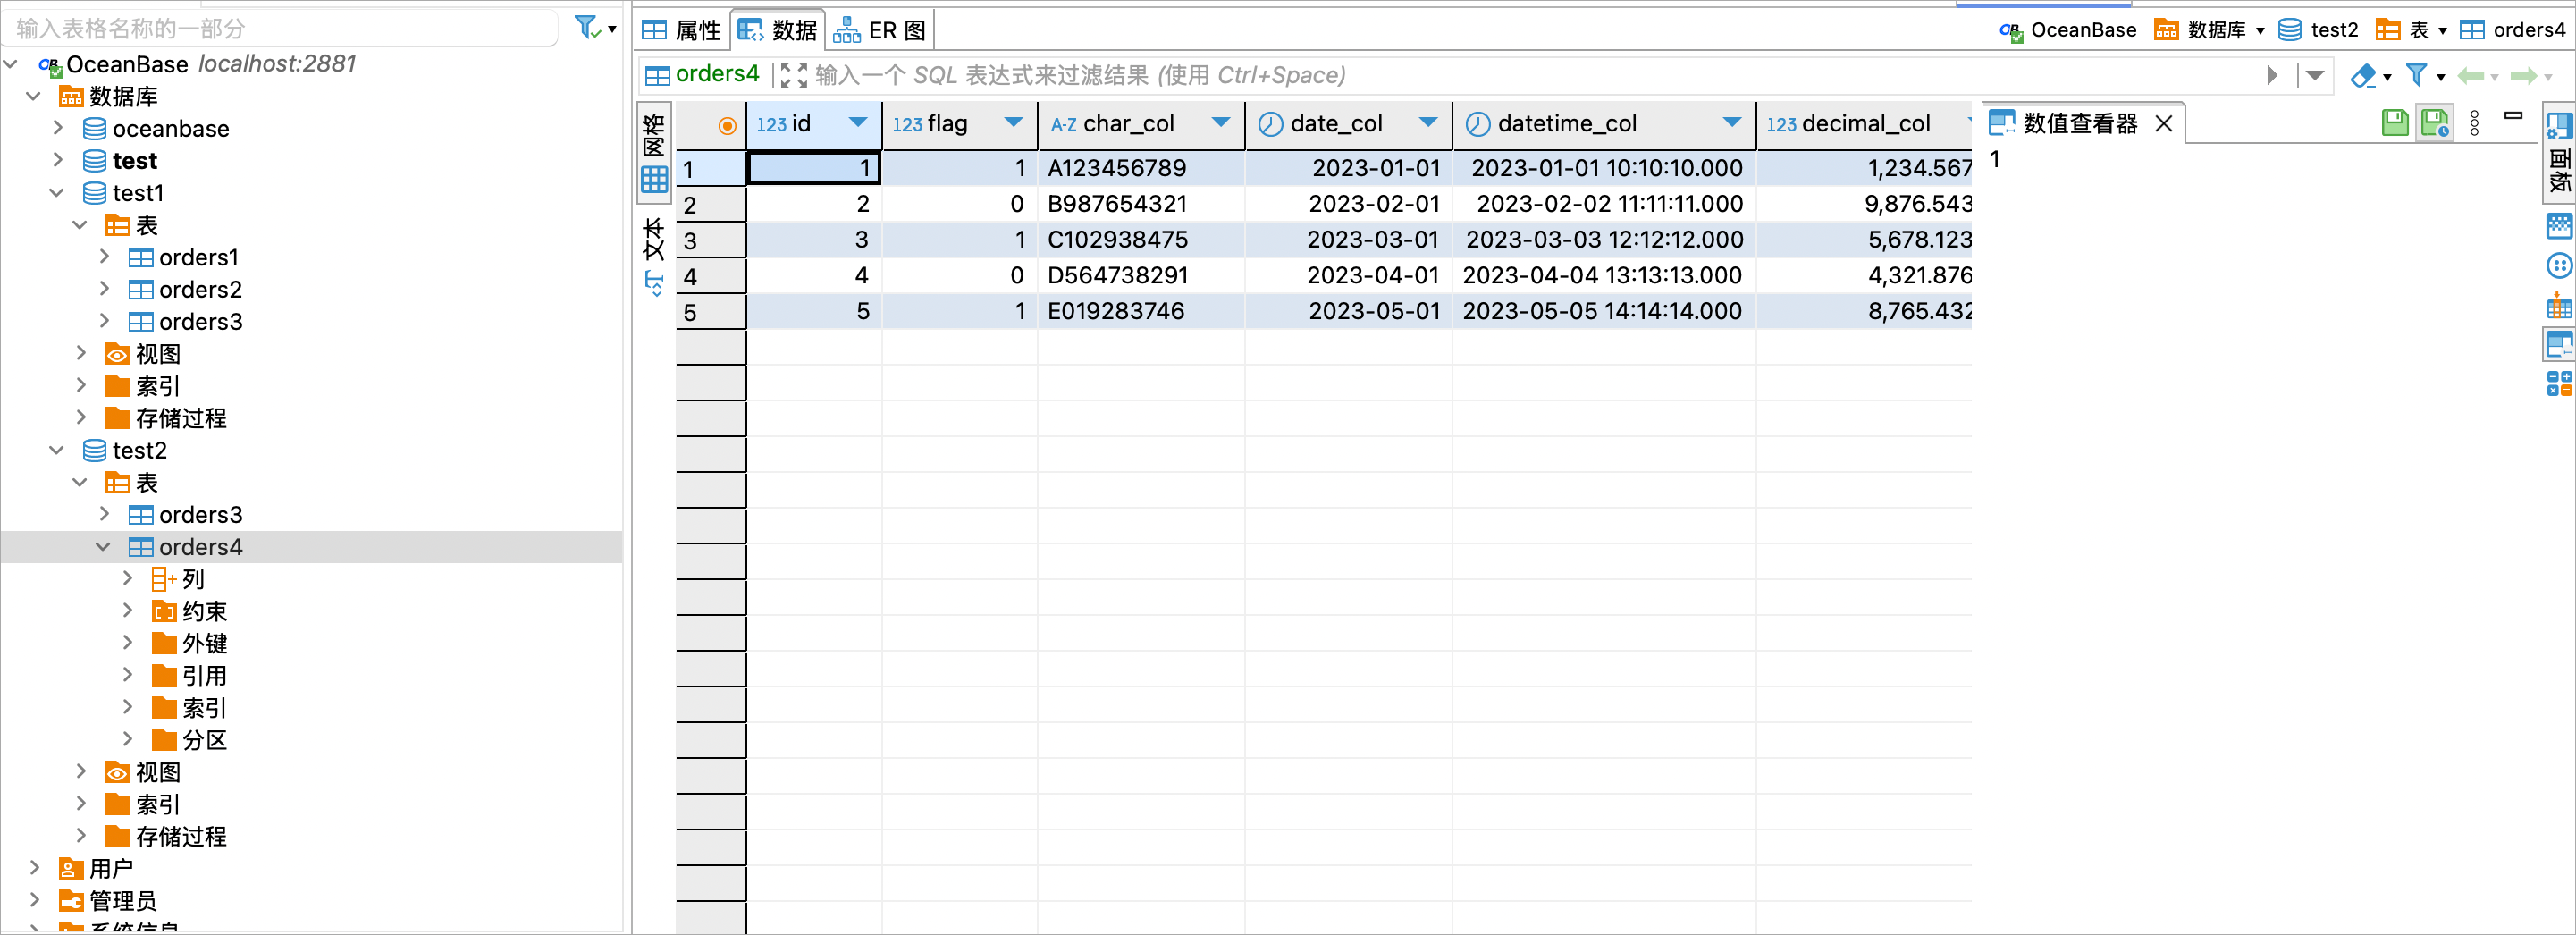 输入表格名称的一部分
OceanBase localhost:2881
数据库
oceanbase
test
test1
表
orders1
orders2
orders3
视图
索引
存储过程
test2
表
orders3
orders4
列
约束
外键
引用
索引
分区
视图
索引
存储过程
用户
管理员
系统信息
属性 数据 ER 图
OceanBase 数据库 test2 表 orders4
orders4 输入一个 SQL 表达式来过滤结果 (使用 Ctrl+Space)
网格
文本
123 id 123 flag A-Z char_col date_col datetime_col 123 decimal_col
1 1 1 A123456789 2023-01-01 2023-01-01 10:10:10.000 1,234.567
2 2 0 B987654321 2023-02-01 2023-02-02 11:11:11.000 9,876.543
3 3 1 C102938475 2023-03-01 2023-03-03 12:12:12.000 5,678.123
4 4 0 D564738291 2023-04-01 2023-04-04 13:13:13.000 4,321.876
5 5 1 E019283746 2023-05-01 2023-05-05 14:14:14.000 8,765.432
数值查看器
1
面板